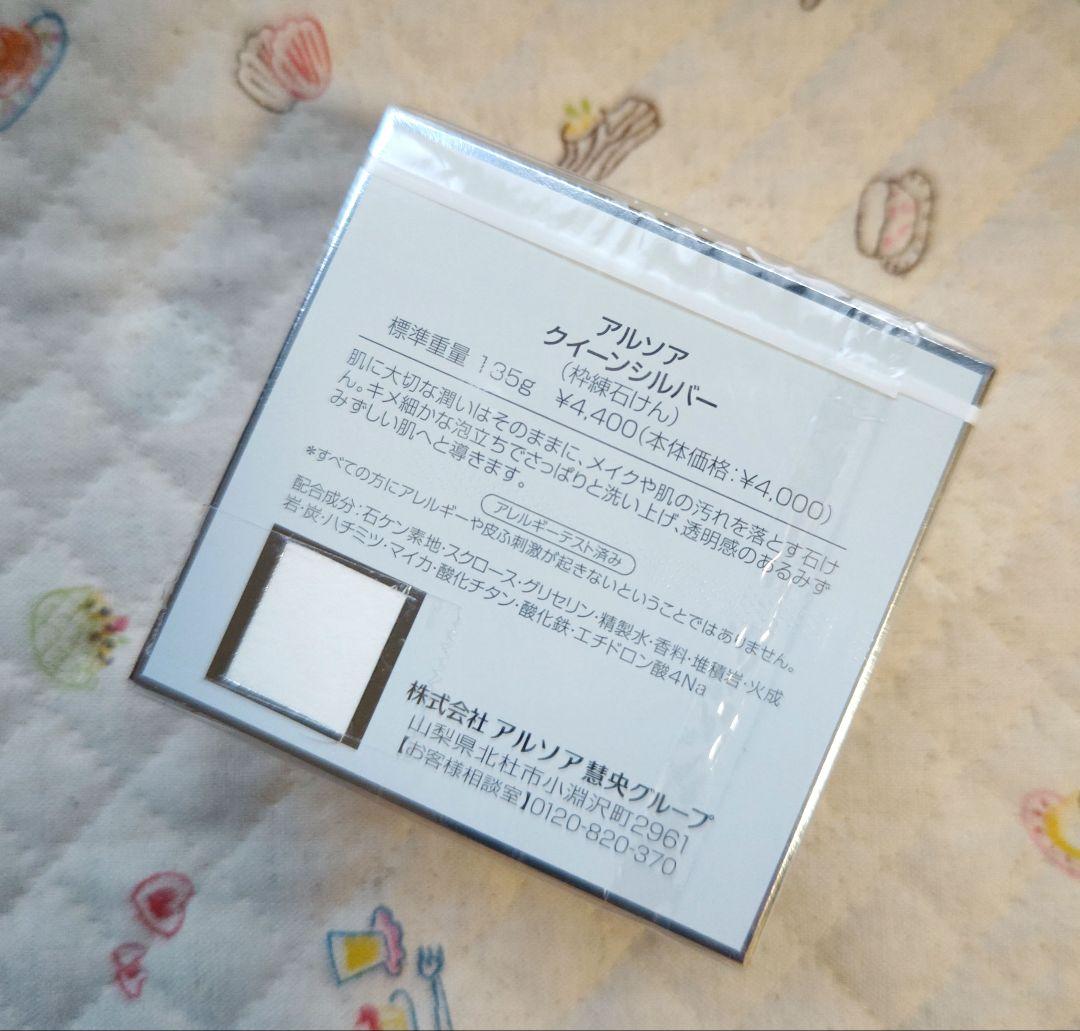 アルソア
クイーンシルバー
(枠練石けん)
標準重量 135g ¥4,400(本体価格:¥4,000)
肌に大切な潤いはそのままに、メイクや肌の汚れを落とす石け
ん。キメ細かな泡立ちでさっぱりと洗い上げ、透明感のあるみず
みずしい肌へと導きます。
アレルギーテスト済み
*すべての方にアレルギーや皮ふ刺激が起きないということではありません。
配合成分:石ケン素地・スクロース・グリセリン・精製水・香料・堆積岩・火成
岩・炭・ハチミツ・マイカ・酸化チタン・酸化鉄・エチドロン酸4Na
株式会社 アルソア慧央グループ
山梨県北杜市小淵沢町2961
【お客様相談室】0120-820-370